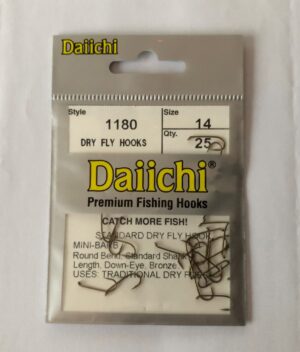 Daiichi
Style
1180
DRY FLY HOOKS
Size
14
Qty.
25
Daiichi®
Premium Fishing Hooks
CATCH MORE FISH!
STANDARD DRY FLY HOOK
MINI-BARB
Round Bend, Standard Shank
Length, Down-Eye, Bronze
USES: TRADITIONAL DRY